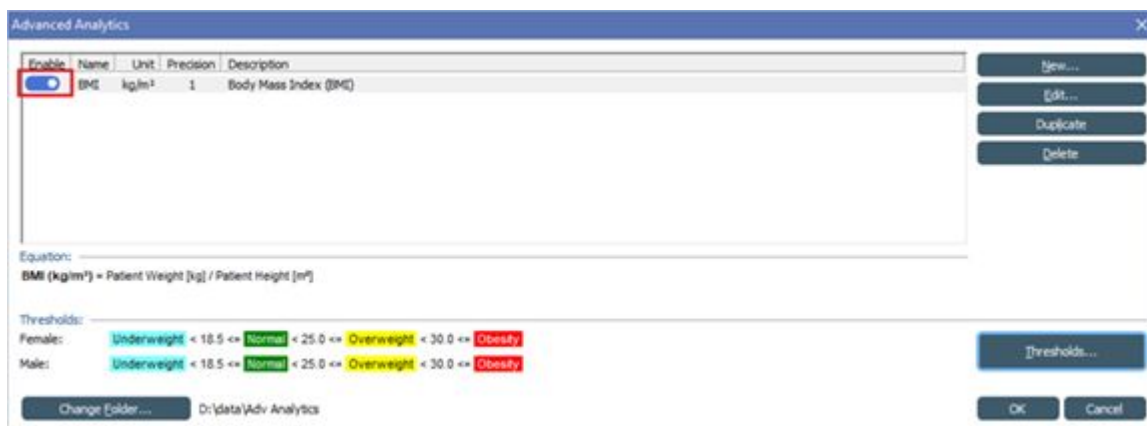 Advanced Analytics
Enable Name Unit Precision Description
BMI kg/m² 1 Body Mass Index (BMI)
New...
Edit...
Duplicate
Delete
Equation:
BMI (kg/m²) = Patient Weight [kg] / Patient Height [m²]
Thresholds:
Female: Underweight < 18.5 <= Normal < 25.0 <= Overweight < 30.0 <= Obesity
Male: Underweight < 18.5 <= Normal < 25.0 <= Overweight < 30.0 <= Obesity
Thresholds...
Change Folder... D:\data\Adv Analytics
OK Cancel